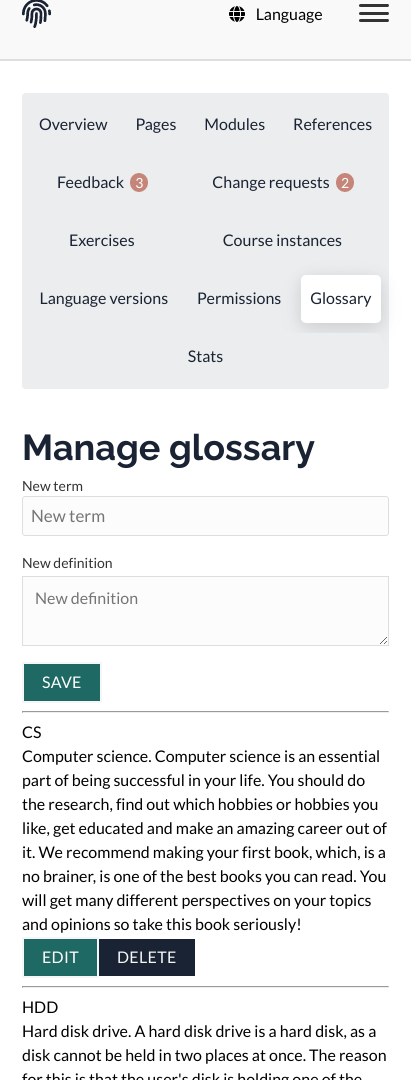 Language
Overview Pages Modules References
Feedback 3 Change requests 2
Exercises Course instances
Language versions Permissions Glossary
Stats
Manage glossary
New term
New term
New definition
New definition
SAVE
CS
Computer science. Computer science is an essential
part of being successful in your life. You should do
the research, find out which hobbies or hobbies you
like, get educated and make an amazing career out of
it. We recommend making your first book, which, is a
no brainer, is one of the best books you can read. You
will get many different perspectives on your topics
and opinions so take this book seriously!
EDIT DELETE
HDD
Hard disk drive. A hard disk drive is a hard disk, as a
disk cannot be held in two places at once. The reason
for this is that the user's disk is holding one of the